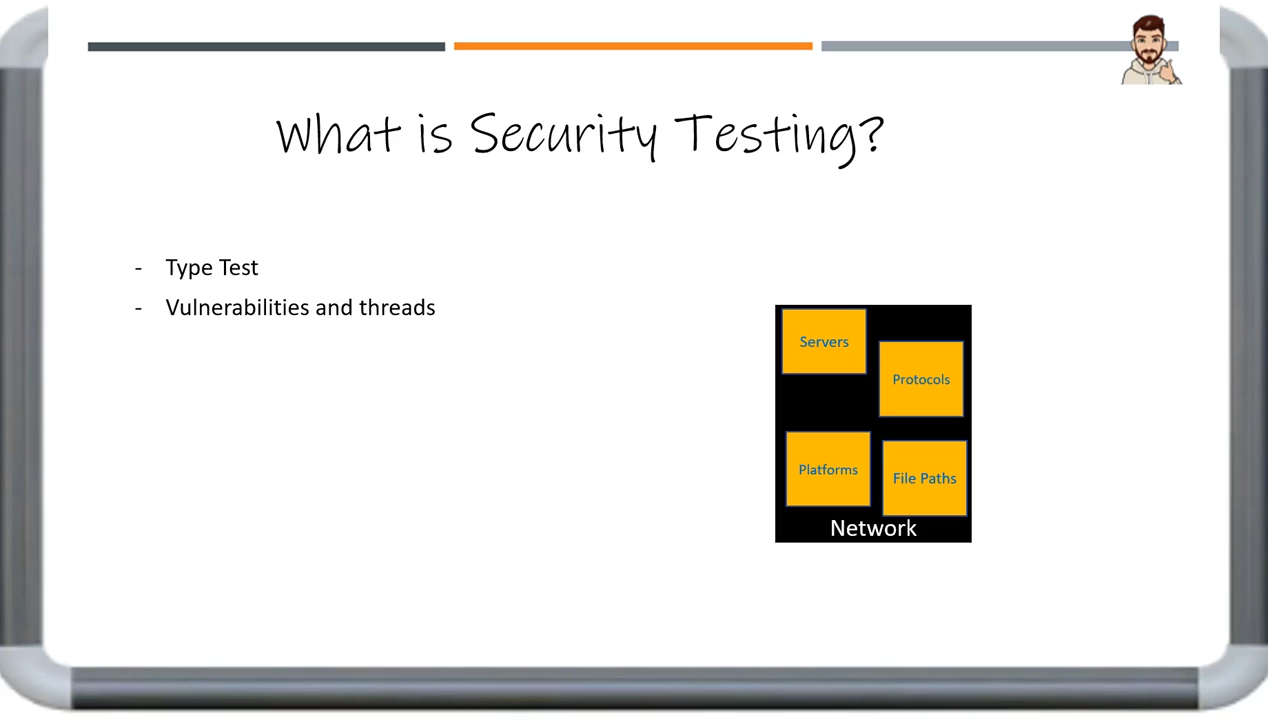 What is Security Testing?
- Type Test
- Vulnerabilities and threads
Servers
Protocols
Platforms
File Paths
Network